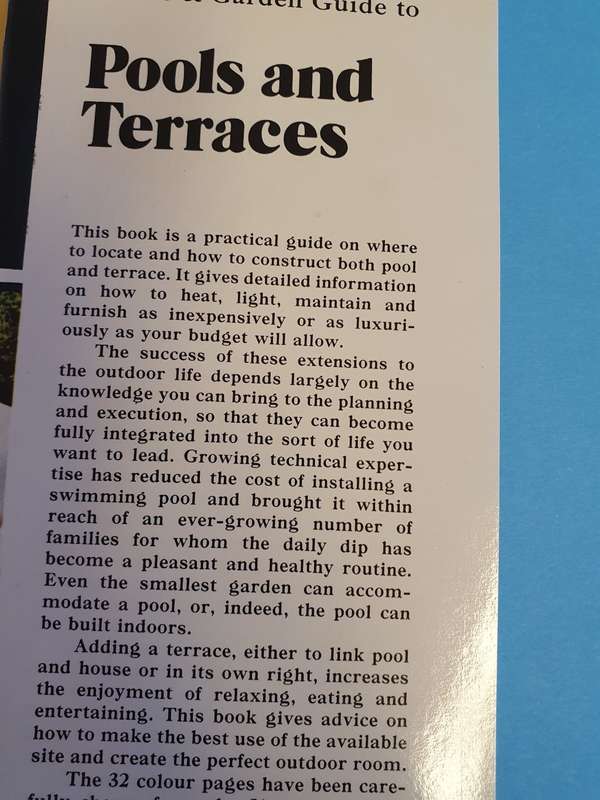 & Garden Guide to
Pools and
Terraces
This book is a practical guide on where
to locate and how to construct both pool
and terrace. It gives detailed information
on how to heat, light, maintain and
furnish as inexpensively or as luxuri-
ously as your budget will allow.
The success of these extensions to
the outdoor life depends largely on the
knowledge you can bring to the planning
and execution, so that they can become
fully integrated into the sort of life you
want to lead. Growing technical exper-
tise has reduced the cost of installing a
swimming pool and brought it within
reach of an ever-growing number of
families for whom the daily dip has
become a pleasant and healthy routine.
Even the smallest garden can accom-
modate a pool, or, indeed, the pool can
be built indoors.
Adding a terrace, either to link pool
and house or in its own right, increases
the enjoyment of relaxing, eating and
entertaining. This book gives advice on
how to make the best use of the available
site and create the perfect outdoor room.
The 32 colour pages have been care-